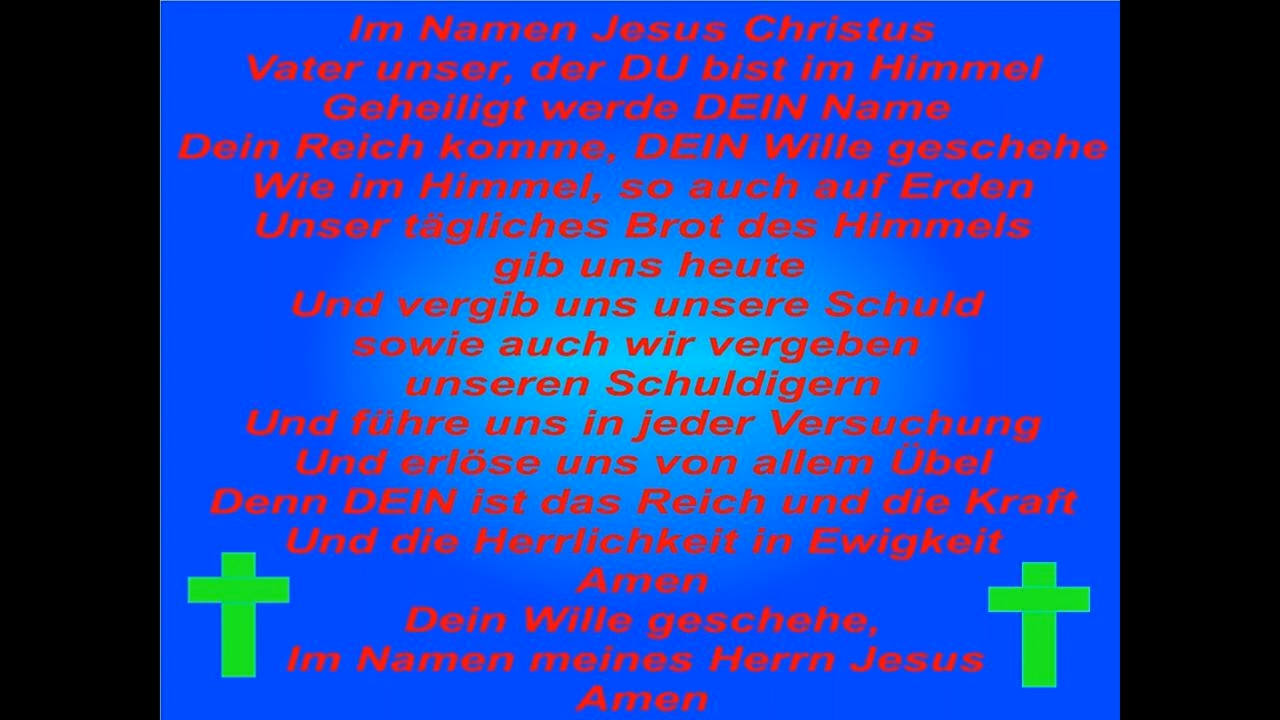 Im Namen Jesus Christus
Vater unser, der DU bist im Himmel
Geheiligt werde DEIN Name
Dein Reich komme, DEIN Wille geschehe
Wie im Himmel, so auch auf Erden
Unser tägliches Brot des Himmels
gib uns heute
Und vergib uns unsere Schuld
sowie auch wir vergeben
unseren Schuldigern
Und führe uns in jeder Versuchung
Und erlöse uns von allem Übel
Denn DEIN ist das Reich und die Kraft
Und die Herrlichkeit in Ewigkeit
Amen
Dein Wille geschehe,
Im Namen meines Herrn Jesus
Amen